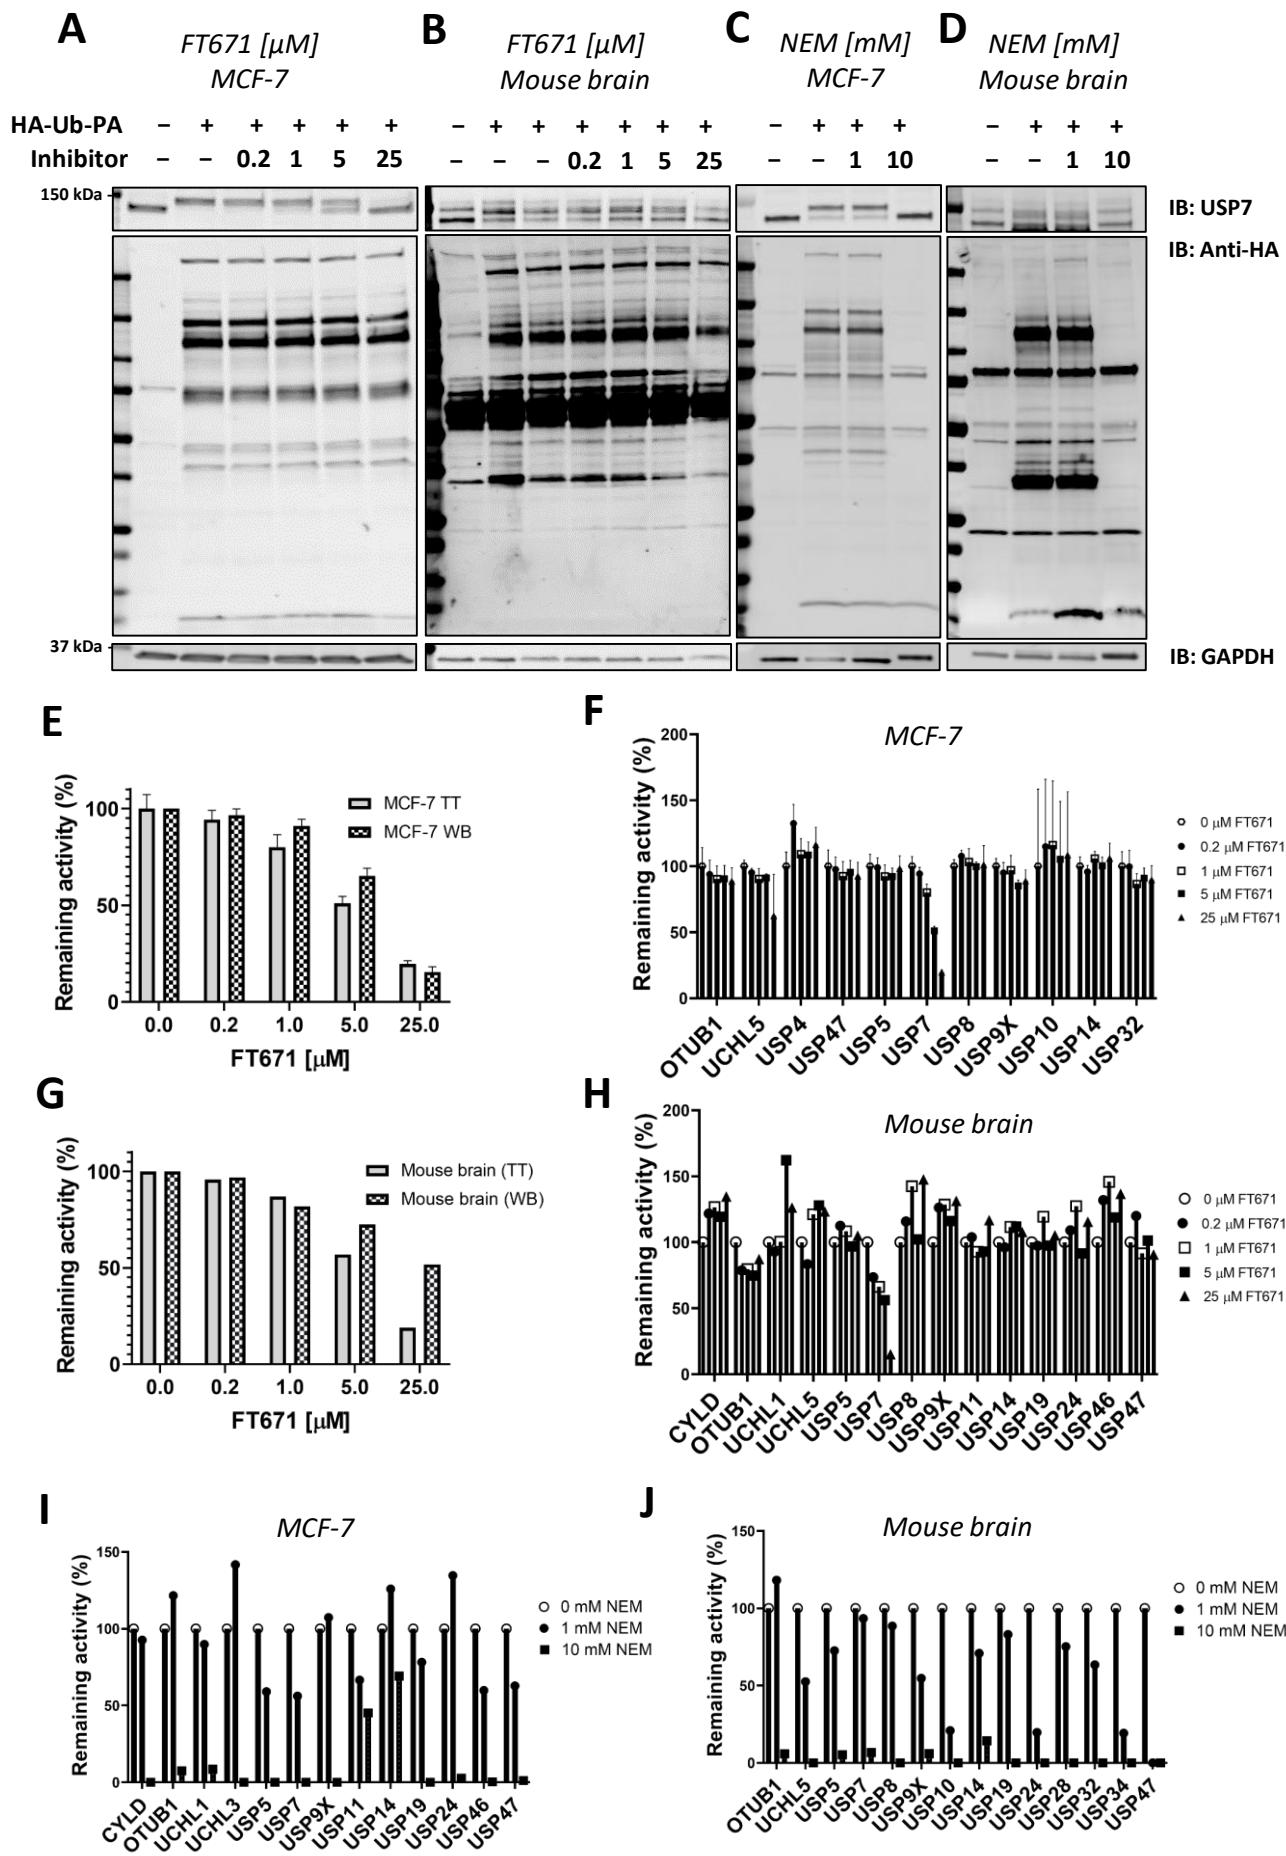 A B C D
FT671 [μM] FT671 [μM] NEM [mM] NEM [mM]
MCF-7 Mouse brain MCF-7 Mouse brain
HA-Ub-PA – + + + + + – + + + + + + – + + + – + + +
Inhibitor – – 0.2 1 5 25 – – – 0.2 1 5 25 – – 1 10 – – 1 10
150 kDa
IB: USP7
IB: Anti-HA
37 kDa
IB: GAPDH
E
Remaining activity (%)
100
50
0
MCF-7 TT
MCF-7 WB
0.0 0.2 1.0 5.0 25.0
FT671 [μM]
F
MCF-7
Remaining activity (%)
200
150
100
50
0
0 μM FT671
0.2 μM FT671
1 μM FT671
5 μM FT671
25 μM FT671
OTUB1 UCHL5 USP4 USP47 USP5 USP7 USP8 USP9X USP10 USP14 USP32
G
Remaining activity (%)
100
50
0
Mouse brain (TT)
Mouse brain (WB)
0.0 0.2 1.0 5.0 25.0
FT671 [μM]
H
Mouse brain
Remaining activity (%)
200
150
100
50
0
0 μM FT671
0.2 μM FT671
1 μM FT671
5 μM FT671
25 μM FT671
CYLD OTUB1 UCHL1 UCHL5 USP5 USP7 USP8 USP9X USP11 USP14 USP19 USP24 USP46 USP47
I
MCF-7
Remaining activity (%)
150
100
50
0
0 mM NEM
1 mM NEM
10 mM NEM
CYLD OTUB1 UCHL1 UCHL3 USP5 USP7 USP9X USP11 USP14 USP19 USP24 USP46 USP47
J
Mouse brain
Remaining activity (%)
150
100
50
0
0 mM NEM
1 mM NEM
10 mM NEM
OTUB1 UCHL5 USP5 USP7 USP8 USP9X USP10 USP14 USP19 USP24 USP28 USP32 USP34 USP47